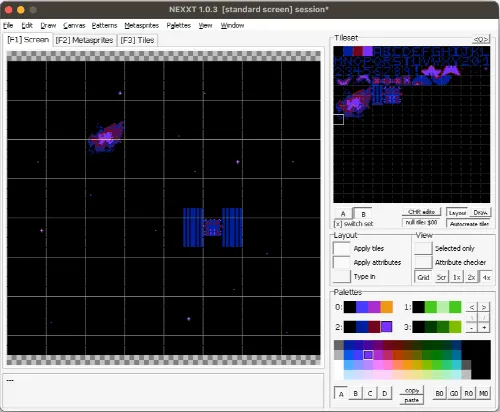 NEXXT 1.0.3 [standard screen] session*
File Edit Draw Canvas Patterns Metasprites Palettes View Window
[F1] Screen [F2] Metasprites [F3] Tiles
Tileset
<O>
A B
CHR editor Layout Draw
[x] switch set
null tile: $00 Autocreate tiles
Layout
Apply tiles
Apply attributes
Type in
View
Selected only
Attribute checker
Grid Scr 1x 2x 4x
Palettes
0: 1: < >
2: 3: - +
A B C D
copy
paste
B0 G0 R0 M0
---